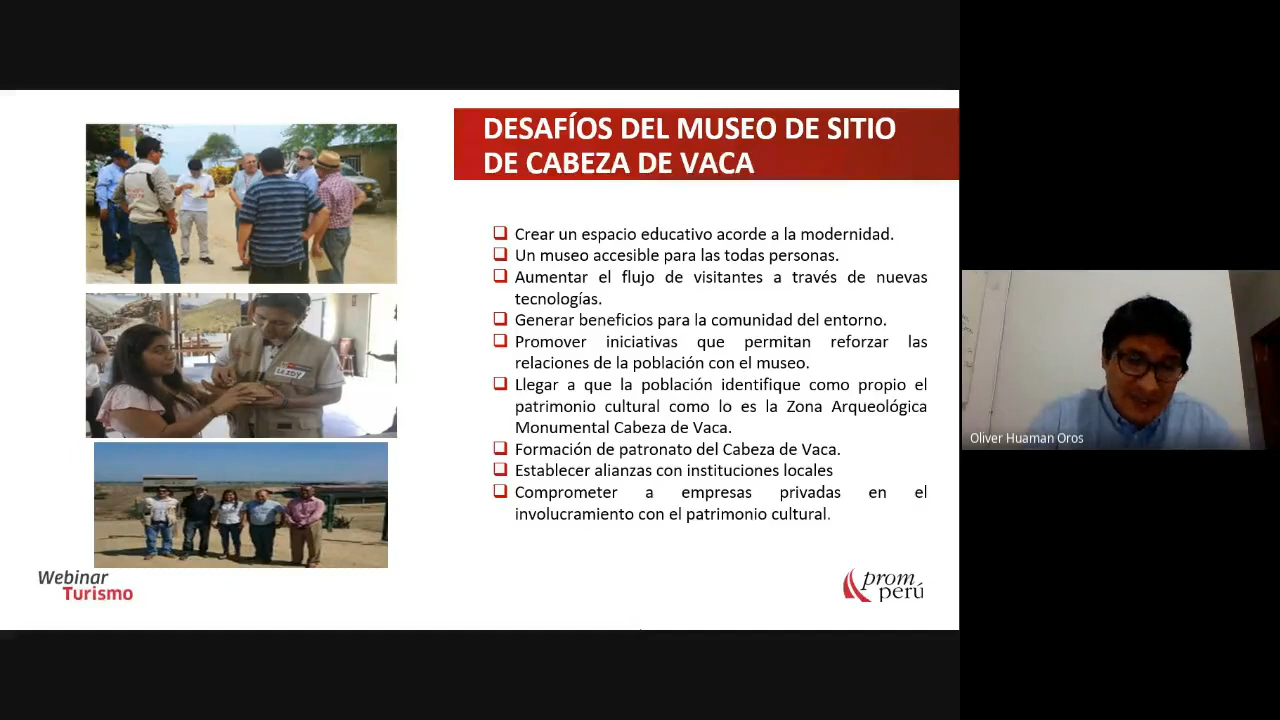 DESAFÍOS DEL MUSEO DE SITIO
DE CABEZA DE VACA
❑ Crear un espacio educativo acorde a la modernidad.
❑ Un museo accesible para las todas personas.
❑ Aumentar el flujo de visitantes a través de nuevas
tecnologías.
❑ Generar beneficios para la comunidad del entorno.
❑ Promover iniciativas que permitan reforzar las
relaciones de la población con el museo.
❑ Llegar a que la población identifique como propio el
patrimonio cultural como lo es la Zona Arqueológica
Monumental Cabeza de Vaca.
❑ Formación de patronato del Cabeza de Vaca.
❑ Establecer alianzas con instituciones locales
❑ Comprometer a empresas privadas en el
involucramiento con el patrimonio cultural.
LEIDY
Webinar
Turismo
prom
perú
Oliver Huaman Oros